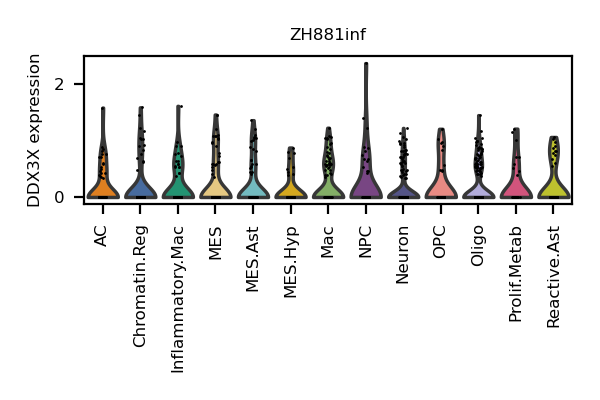 ZH881inf
DDX3X expression
2
0
AC
Chromatin.Reg
Inflammatory.Mac
MES
MES.Ast
MES.Hyp
Mac
NPC
Neuron
OPC
Oligo
Prolif.Metab
Reactive.Ast